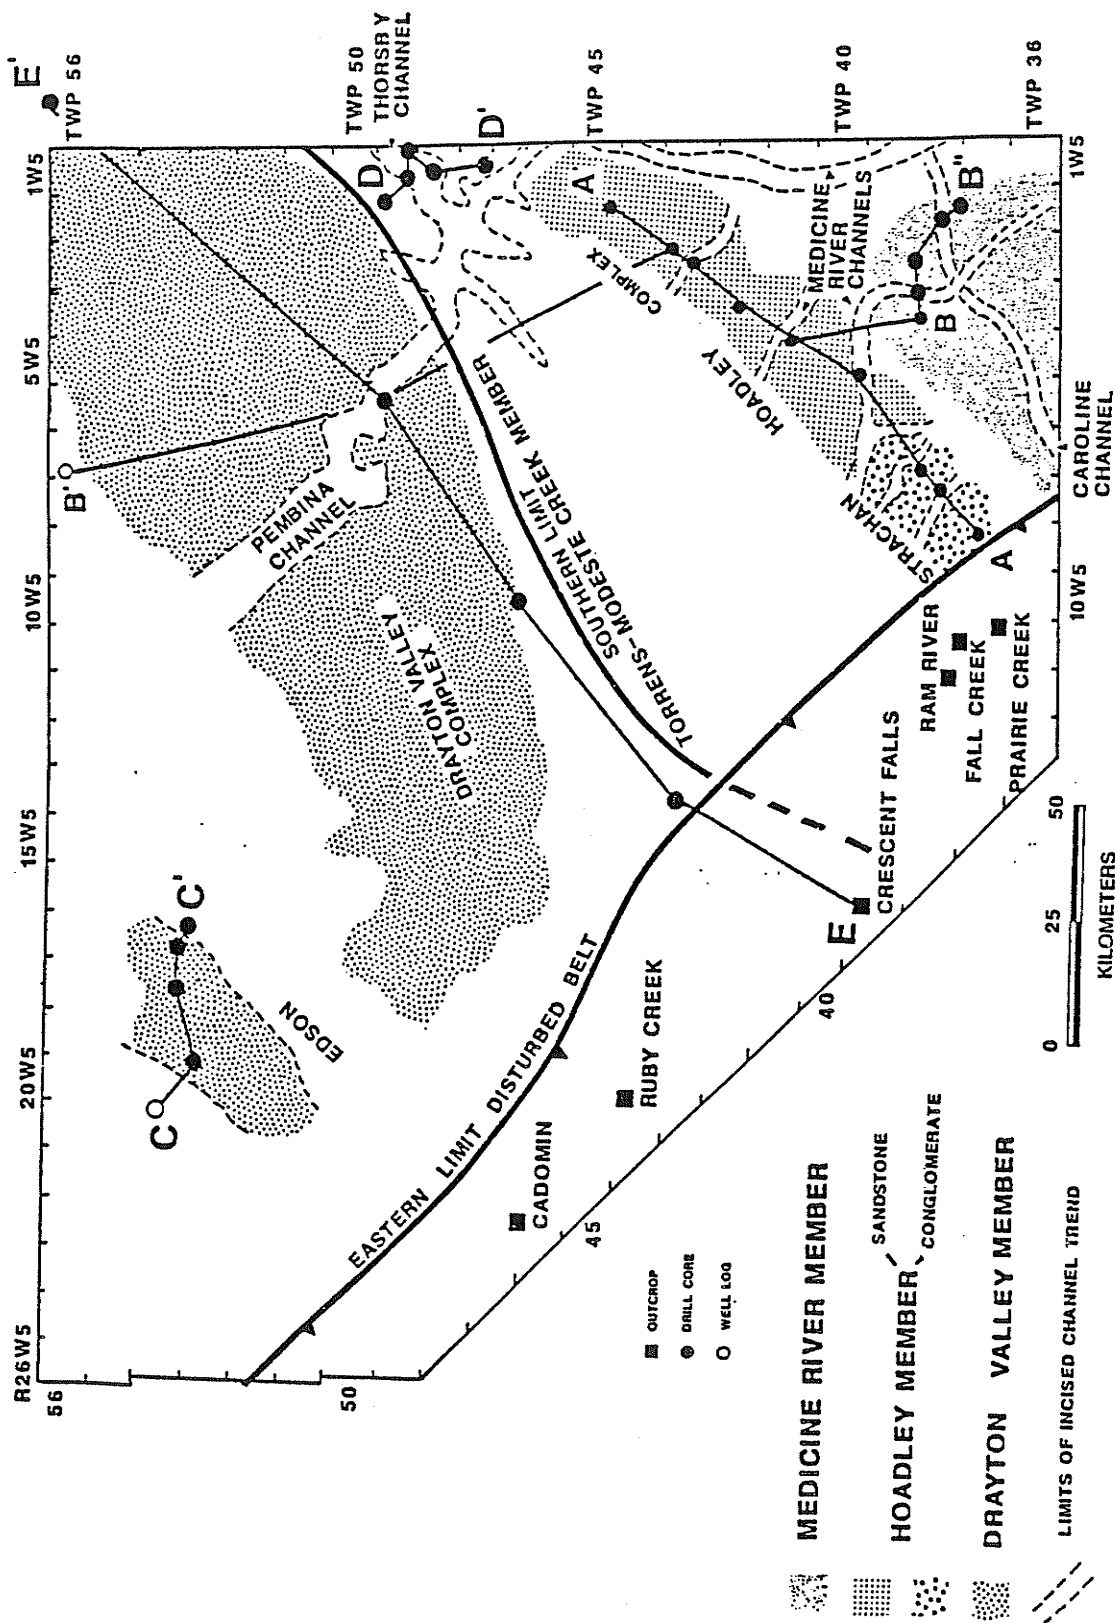 R26W5
20W5
15W5
10W5
5W5
1W5
E'
TWP 56
TWP 50
THORSBY
CHANNEL
TWP 45
TWP 40
TWP 36
1W5
56
50
45
40
C
C'
EDSON
B'
PEMBINA
CHANNEL
DRAYTON VALLEY
COMPLEX
D
D'
A
COMPLEX
HOADLEY
MEDICINE
RIVER
CHANNELS
B
B"
SOUTHERN LIMIT
TORRENS-MODESTE CREEK MEMBER
STRACHAN
A
CAROLINE
CHANNEL
10W5
EASTERN LIMIT DISTURBED BELT
RAM RIVER
FALL CREEK
PRAIRIE CREEK
CRESCENT FALLS
E
RUBY CREEK
CADOMIN
OUTCROP
DRILL CORE
WELL LOG
0
25
50
KILOMETERS
MEDICINE RIVER MEMBER
HOADLEY MEMBER
SANDSTONE
CONGLOMERATE
DRAYTON VALLEY MEMBER
LIMITS OF INCISED CHANNEL TREND